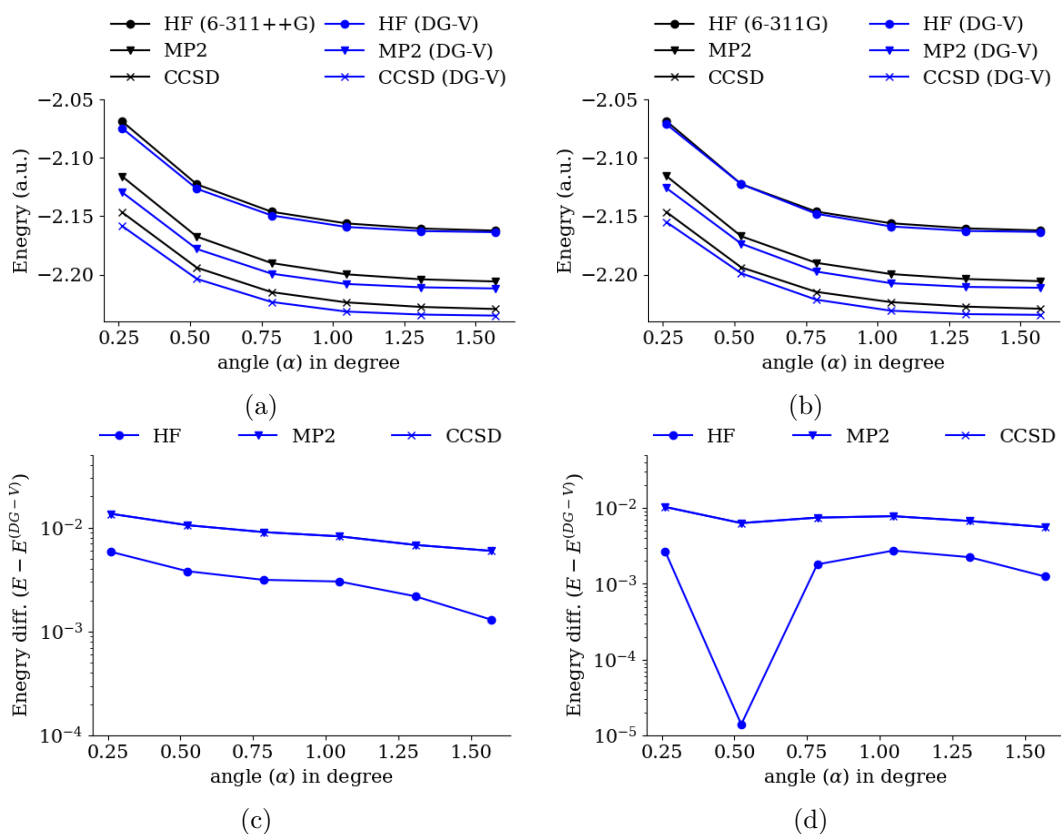 HF (6-311++G) HF (DG-V)
MP2 MP2 (DG-V)
CCSD CCSD (DG-V)
−2.05
−2.10
−2.15
−2.20
Enegry (a.u.)
0.25 0.50 0.75 1.00 1.25 1.50
angle (α) in degree
(a)
HF (6-311G) HF (DG-V)
MP2 MP2 (DG-V)
CCSD CCSD (DG-V)
−2.05
−2.10
−2.15
−2.20
Enegry (a.u.)
0.25 0.50 0.75 1.00 1.25 1.50
angle (α) in degree
(b)
HF MP2 CCSD
10⁻²
10⁻³
10⁻⁴
Enegry diff. (E − E^(DG−V))
0.25 0.50 0.75 1.00 1.25 1.50
angle (α) in degree
(c)
HF MP2 CCSD
10⁻²
10⁻³
10⁻⁴
10⁻⁵
Enegry diff. (E − E^(DG−V))
0.25 0.50 0.75 1.00 1.25 1.50
angle (α) in degree
(d)